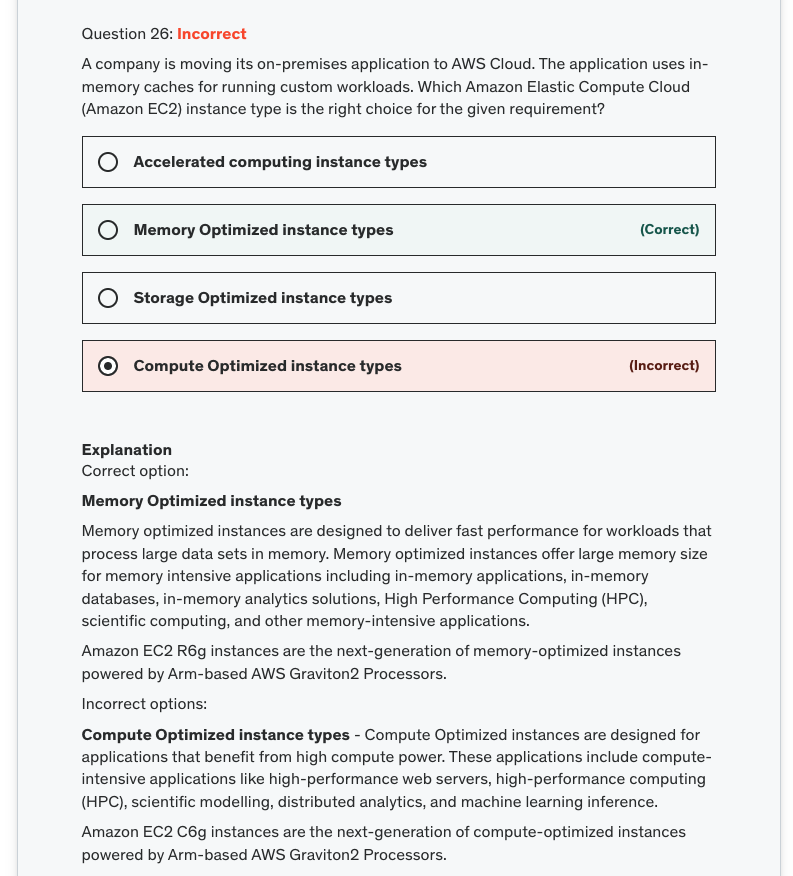 Question 26: Incorrect
A company is moving its on-premises application to AWS Cloud. The application uses in-
memory caches for running custom workloads. Which Amazon Elastic Compute Cloud
(Amazon EC2) instance type is the right choice for the given requirement?
Accelerated computing instance types
Memory Optimized instance types (Correct)
Storage Optimized instance types
Compute Optimized instance types (Incorrect)
Explanation
Correct option:
Memory Optimized instance types
Memory optimized instances are designed to deliver fast performance for workloads that
process large data sets in memory. Memory optimized instances offer large memory size
for memory intensive applications including in-memory applications, in-memory
databases, in-memory analytics solutions, High Performance Computing (HPC),
scientific computing, and other memory-intensive applications.
Amazon EC2 R6g instances are the next-generation of memory-optimized instances
powered by Arm-based AWS Graviton2 Processors.
Incorrect options:
Compute Optimized instance types - Compute Optimized instances are designed for
applications that benefit from high compute power. These applications include compute-
intensive applications like high-performance web servers, high-performance computing
(HPC), scientific modelling, distributed analytics, and machine learning inference.
Amazon EC2 C6g instances are the next-generation of compute-optimized instances
powered by Arm-based AWS Graviton2 Processors.